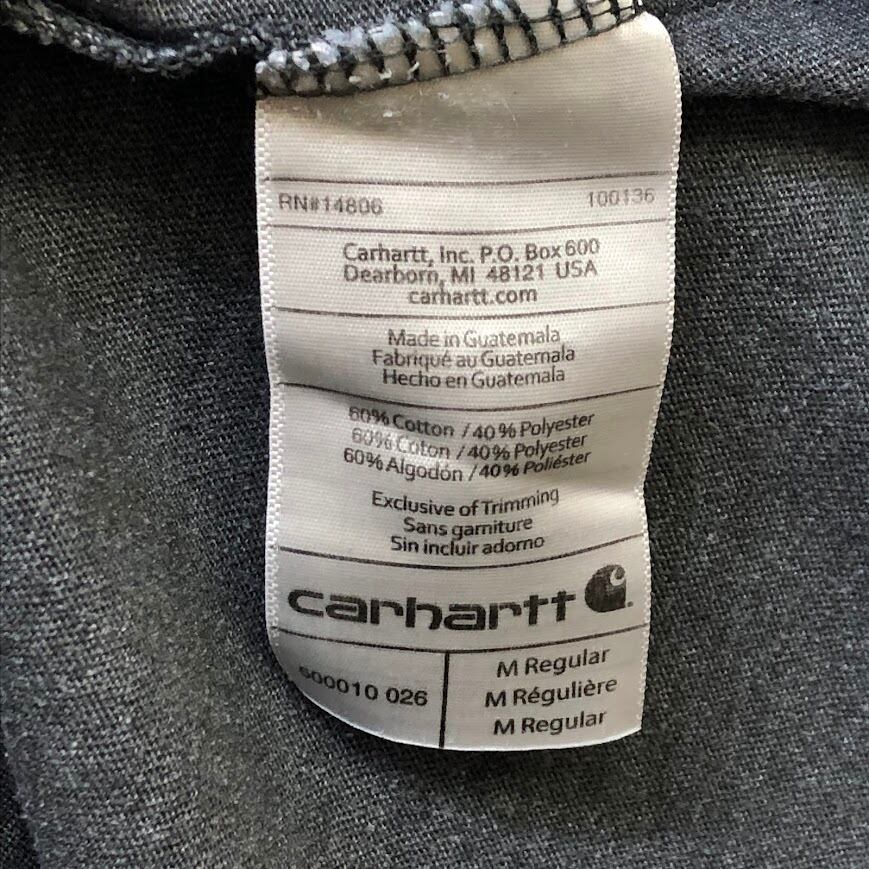 RN#14806 100136
Carhartt, Inc. P.O. Box 600
Dearborn, MI 48121 USA
carhartt.com
Made in Guatemala
Fabriqué au Guatemala
Hecho en Guatemala
60% Cotton / 40% Polyester
60% Coton / 40% Polyester
60% Algodón / 40% Poliéster
Exclusive of Trimming
Sans garniture
Sin incluir adorno
carhartt
600010 026
M Regular
M Régulière
M Regular